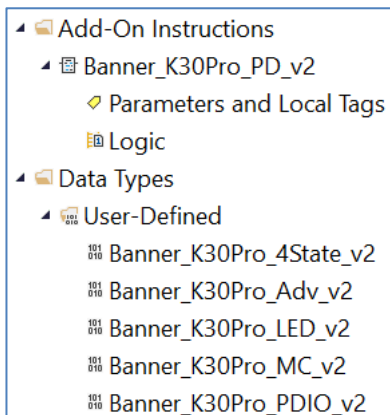 Add-On Instructions
Banner_K30Pro_PD_v2
Parameters and Local Tags
Logic
Data Types
User-Defined
Banner_K30Pro_4State_v2
Banner_K30Pro_Adv_v2
Banner_K30Pro_LED_v2
Banner_K30Pro_MC_v2
Banner_K30Pro_PDIO_v2